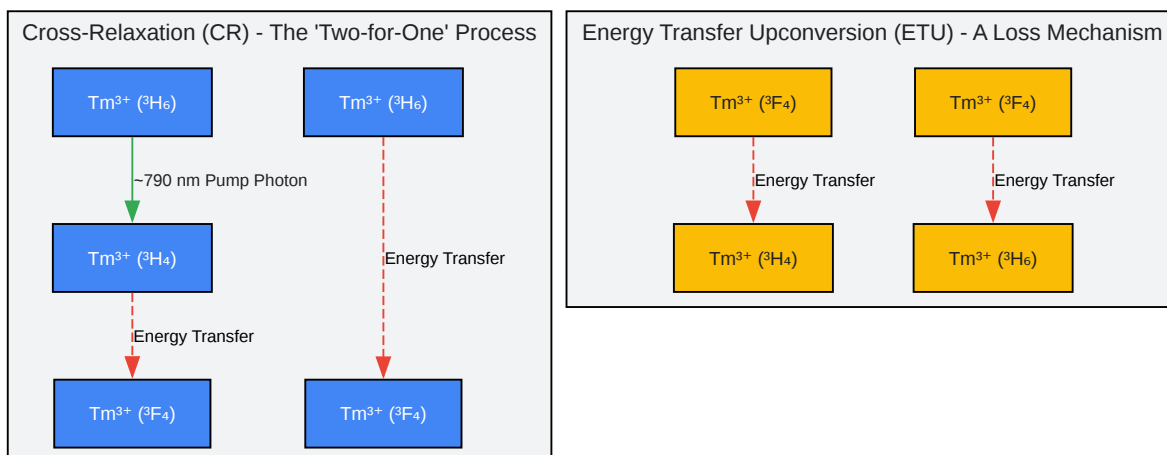 Cross-Relaxation (CR) - The 'Two-for-One' Process
Tm³⁺ (³H₆)
Tm³⁺ (³H₆)
~790 nm Pump Photon
Tm³⁺ (³H₄)
Energy Transfer
Energy Transfer
Tm³⁺ (³F₄)
Tm³⁺ (³F₄)
Energy Transfer Upconversion (ETU) - A Loss Mechanism
Tm³⁺ (³F₄)
Tm³⁺ (³F₄)
Energy Transfer
Energy Transfer
Tm³⁺ (³H₄)
Tm³⁺ (³H₆)